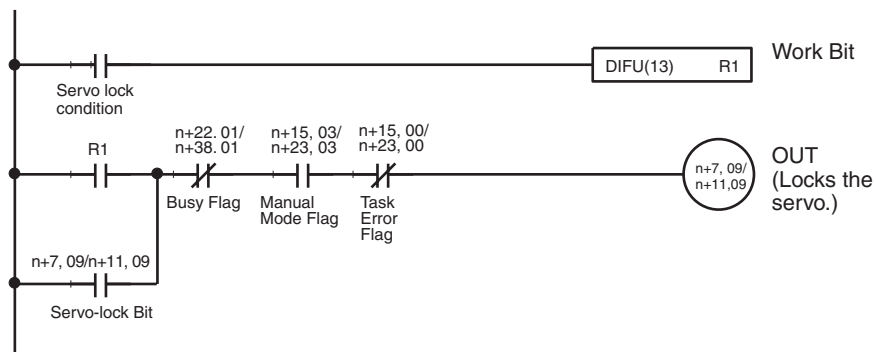 DIFU(13) R1
Work Bit
Servo lock
condition
R1
n+22. 01/
n+38. 01
n+15, 03/
n+23, 03
n+15, 00/
n+23, 00
Busy Flag
Manual
Mode Flag
Task
Error
Flag
n+7, 09/
n+11,09
OUT
(Locks the
servo.)
n+7, 09/n+11, 09
Servo-lock Bit